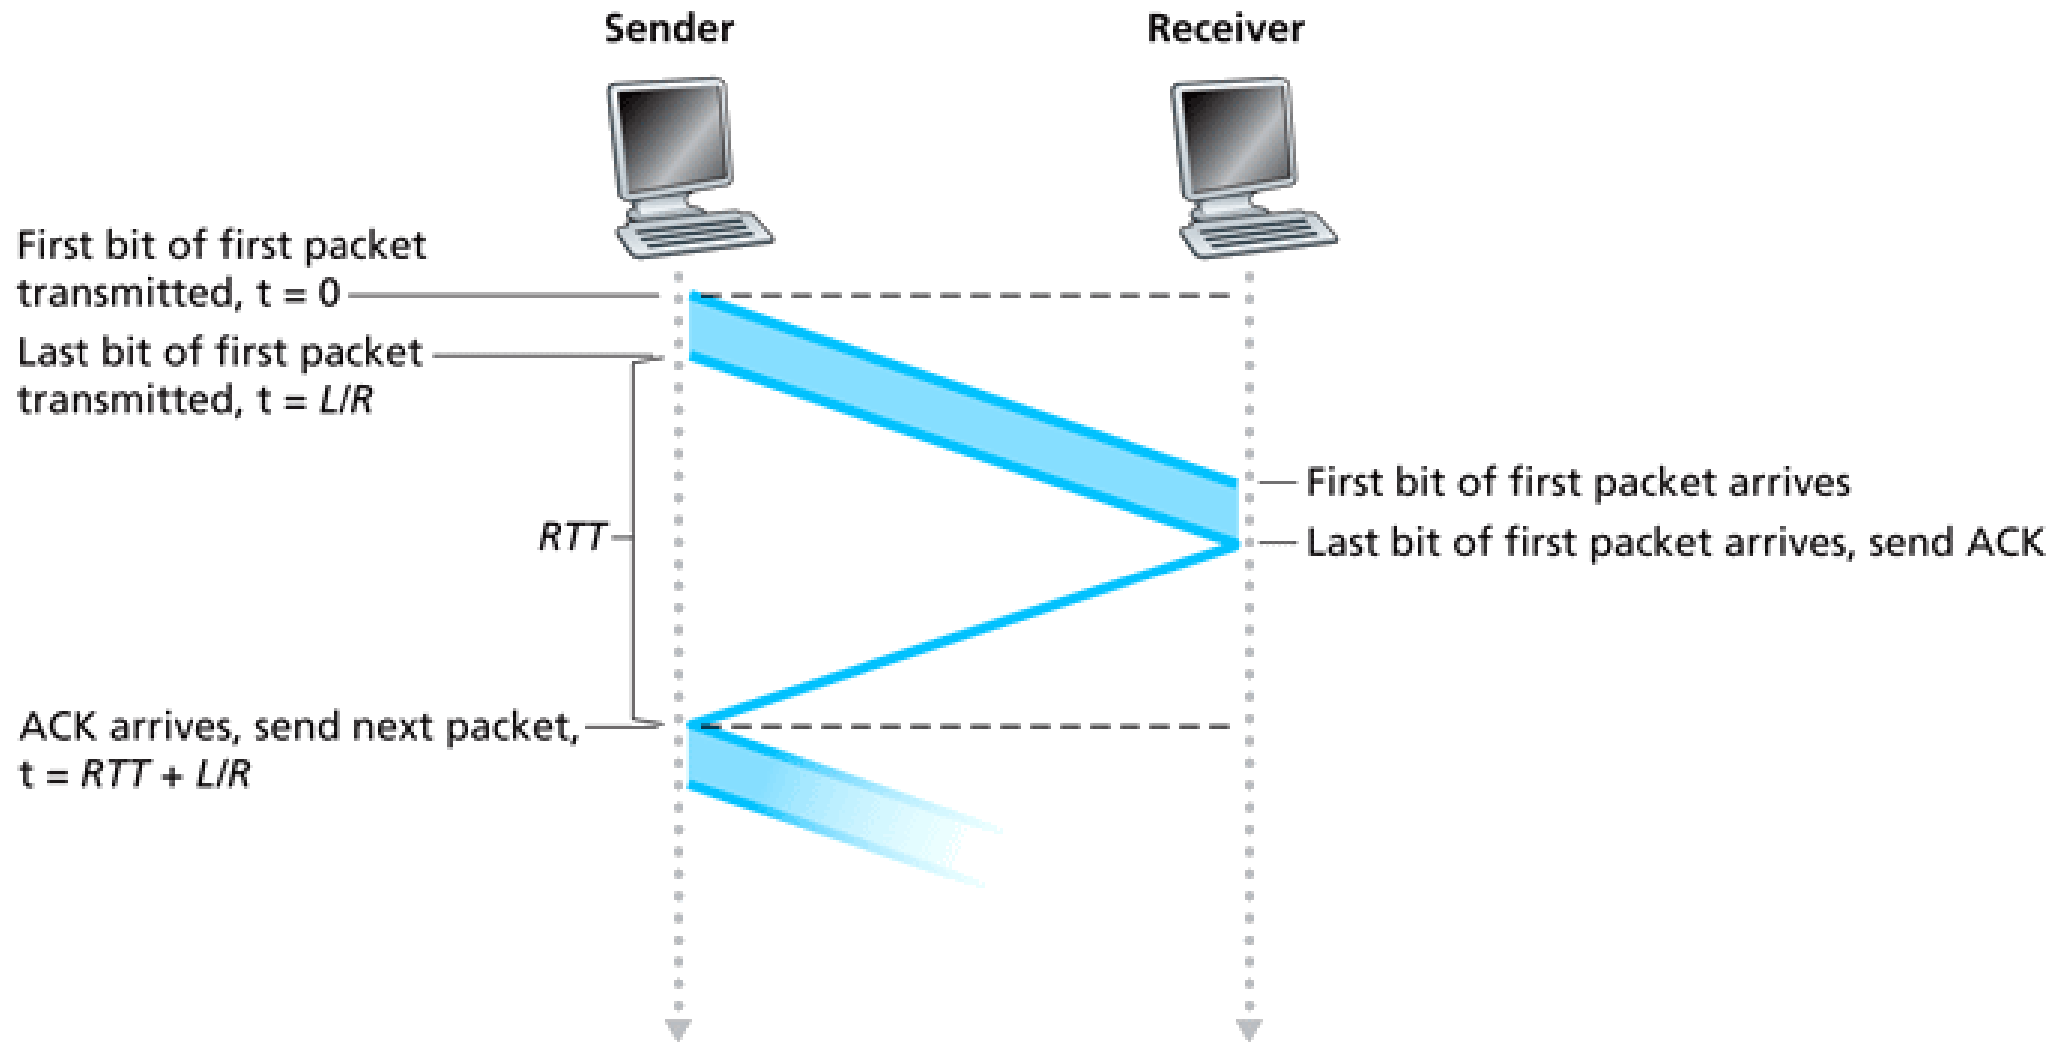 Sender
Receiver
First bit of first packet
transmitted, t = 0
Last bit of first packet
transmitted, t = L/R
First bit of first packet arrives
RTT
Last bit of first packet arrives, send ACK
ACK arrives, send next packet,
t = RTT + L/R